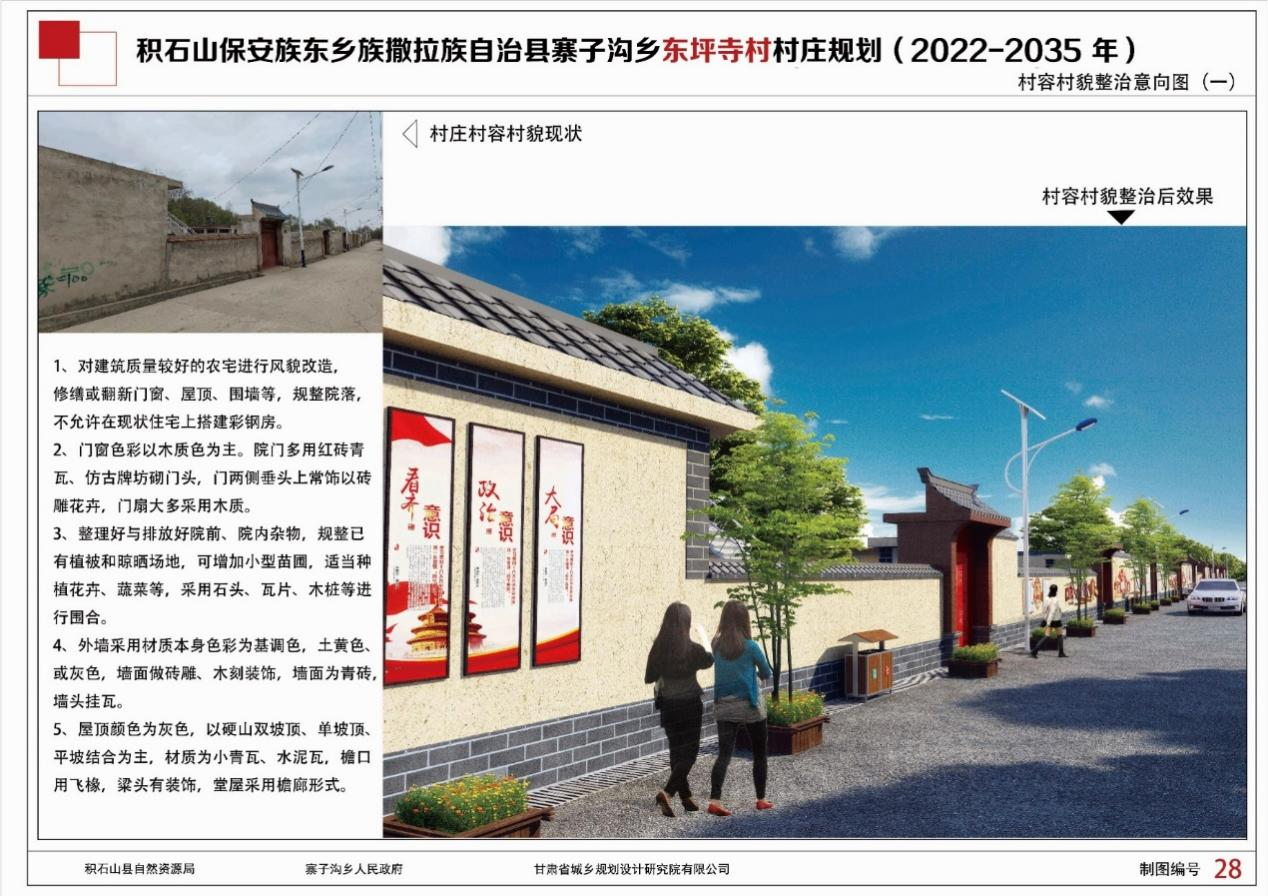 积石山保安族东乡族撒拉族自治县寨子沟乡东坪寺村村庄规划（2022-2035 年）
村容村貌整治意向图（一）
村庄村容村貌现状
村容村貌整治后效果
=100
1、对建筑质量较好的农宅进行风貌改造，
修缮或翻新门窗、屋顶、围墙等，规整院落，
不允许在现状住宅上搭建彩钢房。
2、门窗色彩以木质色为主。院门多用红砖青
瓦、仿古牌坊砌门头，门两侧垂头上常饰以砖
雕花卉，门扇大多采用木质。
3、整理好与排放好院前、院内杂物，规整已
有植被和晾晒场地，可增加小型苗圃，适当种
植花卉、蔬菜等，采用石头、瓦片、木桩等进
行围合。
4、外墙采用材质本身色彩为基调色，土黄色、
或灰色，墙面做砖雕、木刻装饰，墙面为青砖，
墙头挂瓦。
5、屋顶颜色为灰色，以硬山双坡顶、单坡顶、
平坡结合为主，材质为小青瓦、水泥瓦，檐口
用飞椽，梁头有装饰，堂屋采用檐廊形式。
看齐意识
政治意识
大局意识
积石山县自然资源局
寨子沟乡人民政府
甘肃省城乡规划设计研究院有限公司
制图编号 28